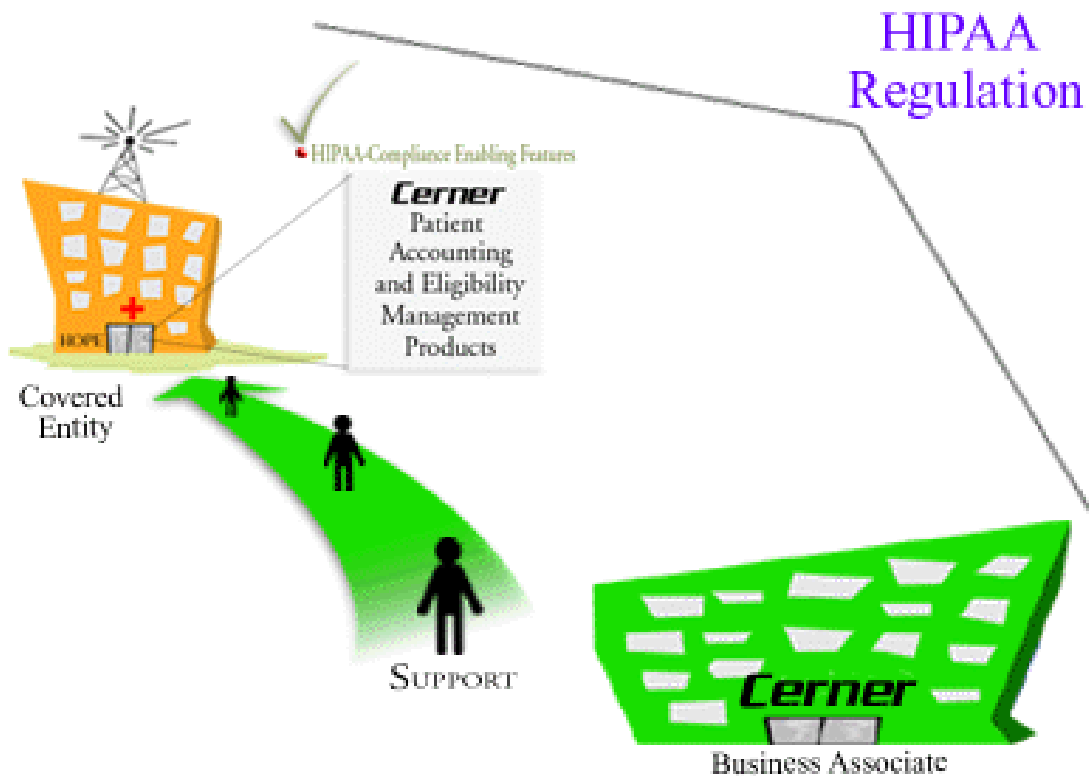 HIPAA
Regulation
HIPAA-Compliance Enabling Features
Cerner
Patient
Accounting
and Eligibility
Management
Products
HOPE
Covered
Entity
SUPPORT
Cerner
Business Associate